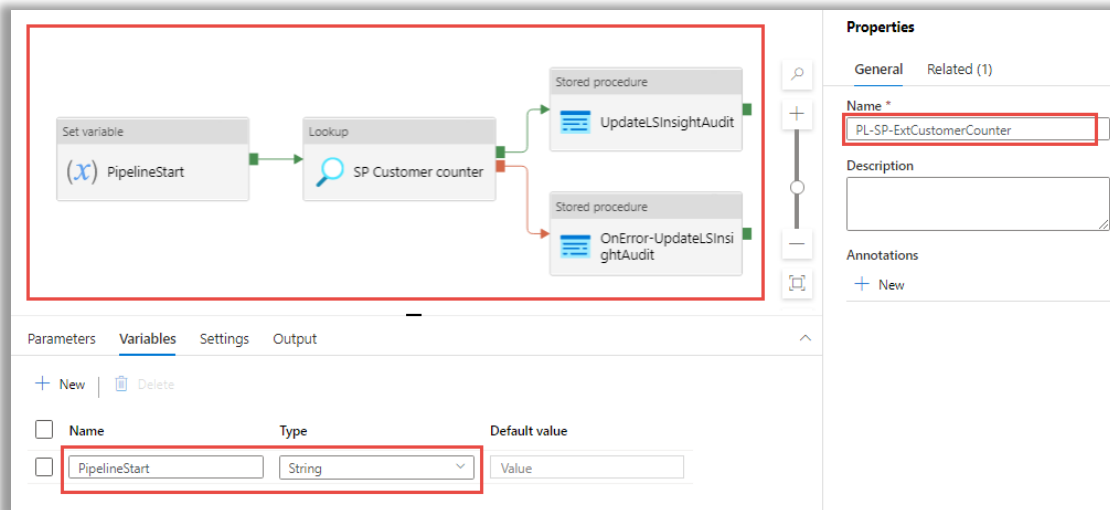 Set variable
(x) PipelineStart
Lookup
SP Customer counter
Stored procedure
UpdateLSInsightAudit
Stored procedure
OnError-UpdateLSInsi
ghtAudit
Properties
General Related (1)
Name *
PL-SP-ExtCustomerCounter
Description
Annotations
+ New
Parameters Variables Settings Output
+ New | Delete
Name Type Default value
PipelineStart String Value